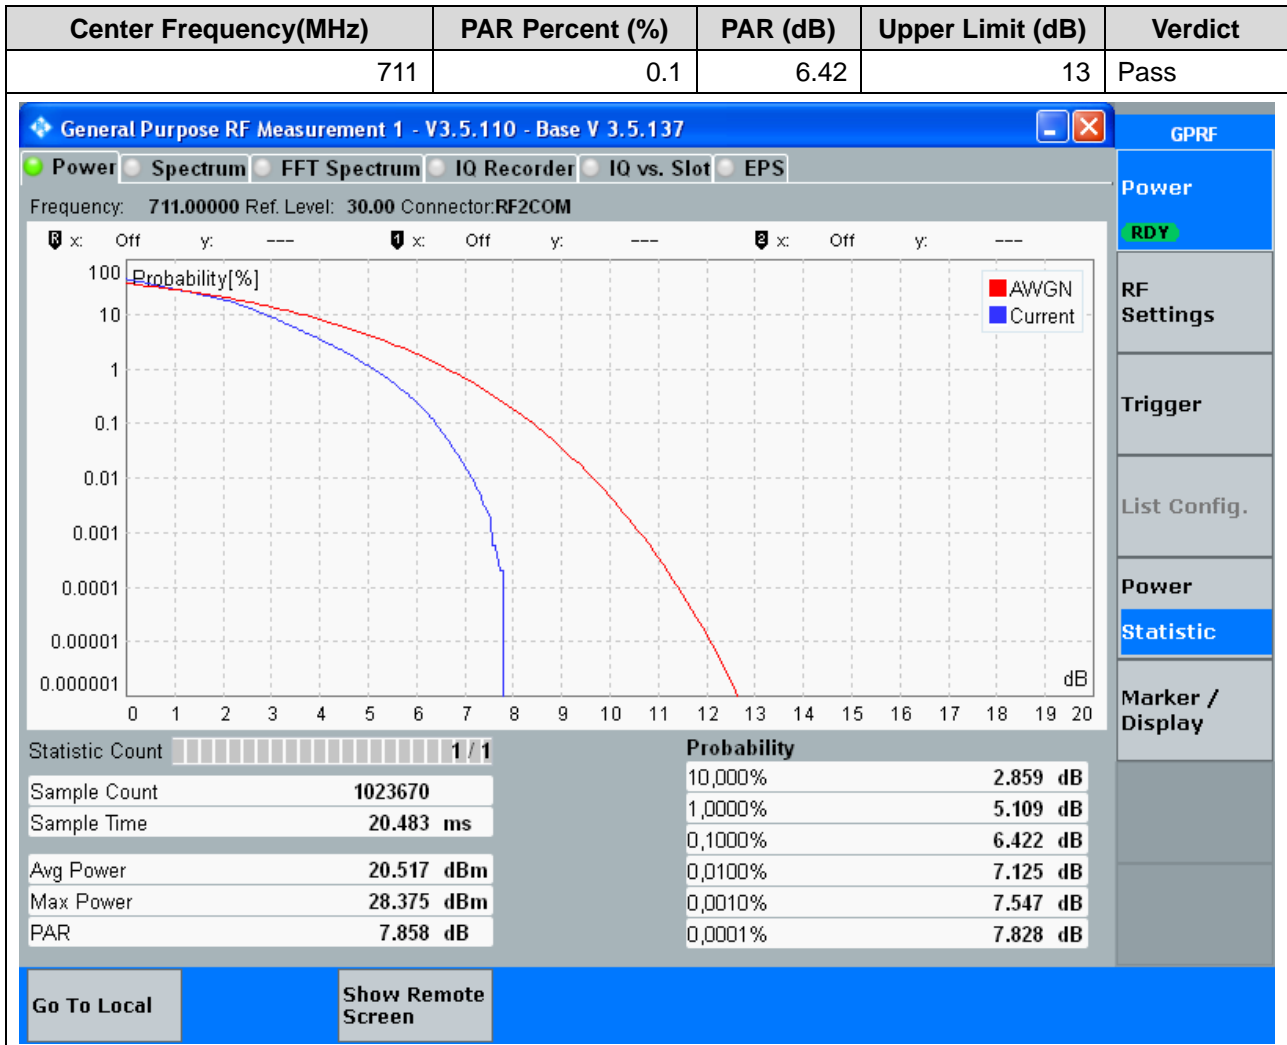 Center Frequency(MHz) PAR Percent (%) PAR (dB) Upper Limit (dB) Verdict
711 0.1 6.42 13 Pass
General Purpose RF Measurement 1 - V3.5.110 - Base V 3.5.137
Power Spectrum FFT Spectrum IQ Recorder IQ vs. Slot EPS
Frequency: 711.00000 Ref. Level: 30.00 Connector:RF2COM
R x: Off y: --- 1 x: Off y: --- 2 x: Off y: ---
Probability[%]
AWGN
Current
100
10
1
0.1
0.01
0.001
0.0001
0.00001
0.000001
dB
0 1 2 3 4 5 6 7 8 9 10 11 12 13 14 15 16 17 18 19 20
Statistic Count 1 / 1
Sample Count 1023670
Sample Time 20.483 ms
Avg Power 20.517 dBm
Max Power 28.375 dBm
PAR 7.858 dB
Probability
10,000% 2.859 dB
1,0000% 5.109 dB
0,1000% 6.422 dB
0,0100% 7.125 dB
0,0010% 7.547 dB
0,0001% 7.828 dB
GPRF
Power
RDY
RF
Settings
Trigger
List Config.
Power
Statistic
Marker /
Display
Go To Local
Show Remote
Screen